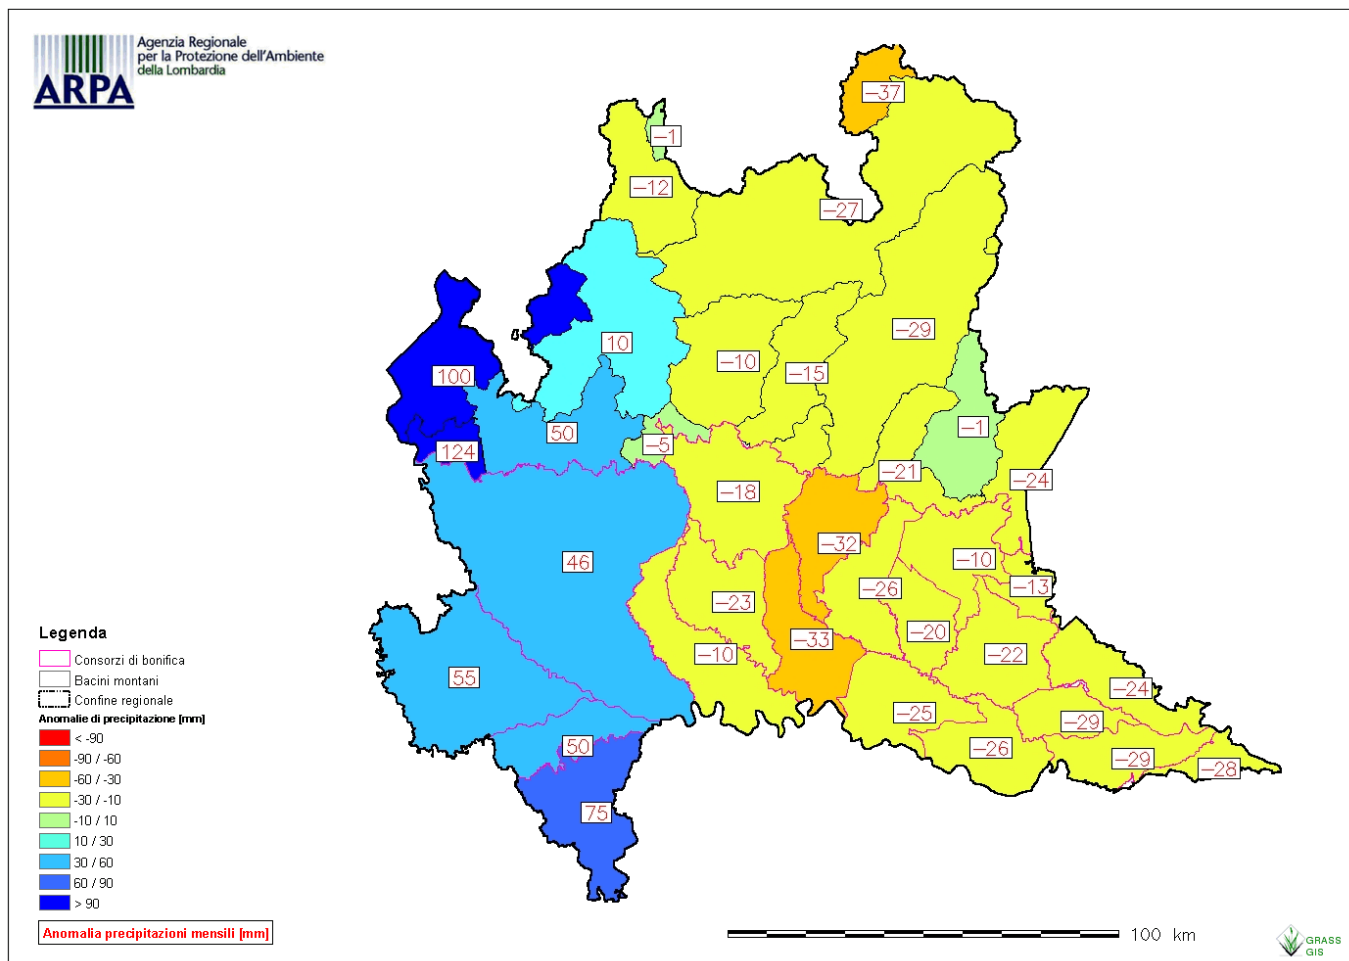 Agenzia Regionale
per la Protezione dell'Ambiente
della Lombardia
ARPA
−37
−1
−12
−27
−29
10
−10
−15
100
−1
50
−5
124
−21
−24
−18
−32
46
−10
−13
−26
−23
−20
−33
−10
−22
55
−24
−25
−29
50
−26
−29
−28
75
Legenda
Consorzi di bonifica
Bacini montani
Confine regionale
Anomalie di precipitazione [mm]
< -90
-90 / -60
-60 / -30
-30 / -10
-10 / 10
10 / 30
30 / 60
60 / 90
> 90
Anomalia precipitazioni mensili [mm]
100 km
GRASS
GIS